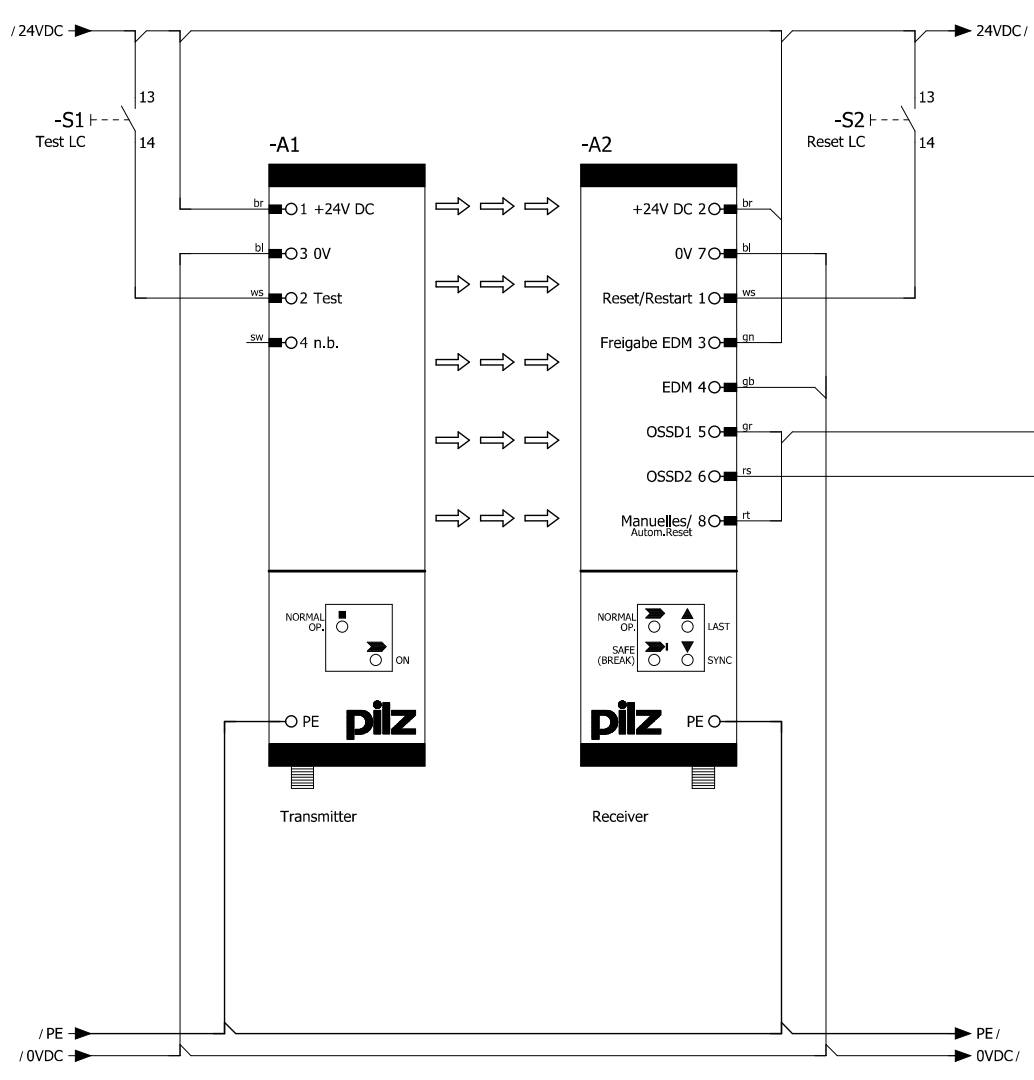 / 24VDC
24VDC /
13
-S1
Test LC
14
13
-S2
Reset LC
14
-A1
-A2
br
1 +24V DC
+24V DC 2
br
bl
3 0V
0V 7
bl
ws
2 Test
Reset/Restart 1
ws
sw
4 n.b.
Freigabe EDM 3
gn
EDM 4
gb
OSSD1 5
gr
OSSD2 6
rs
Manuelles/ 8
rt
Autom.Reset
NORMAL
OP.
ON
NORMAL
OP.
LAST
SAFE
(BREAK)
SYNC
PE
pilz
pilz
PE
Transmitter
Receiver
/ PE
PE /
/ 0VDC
0VDC /